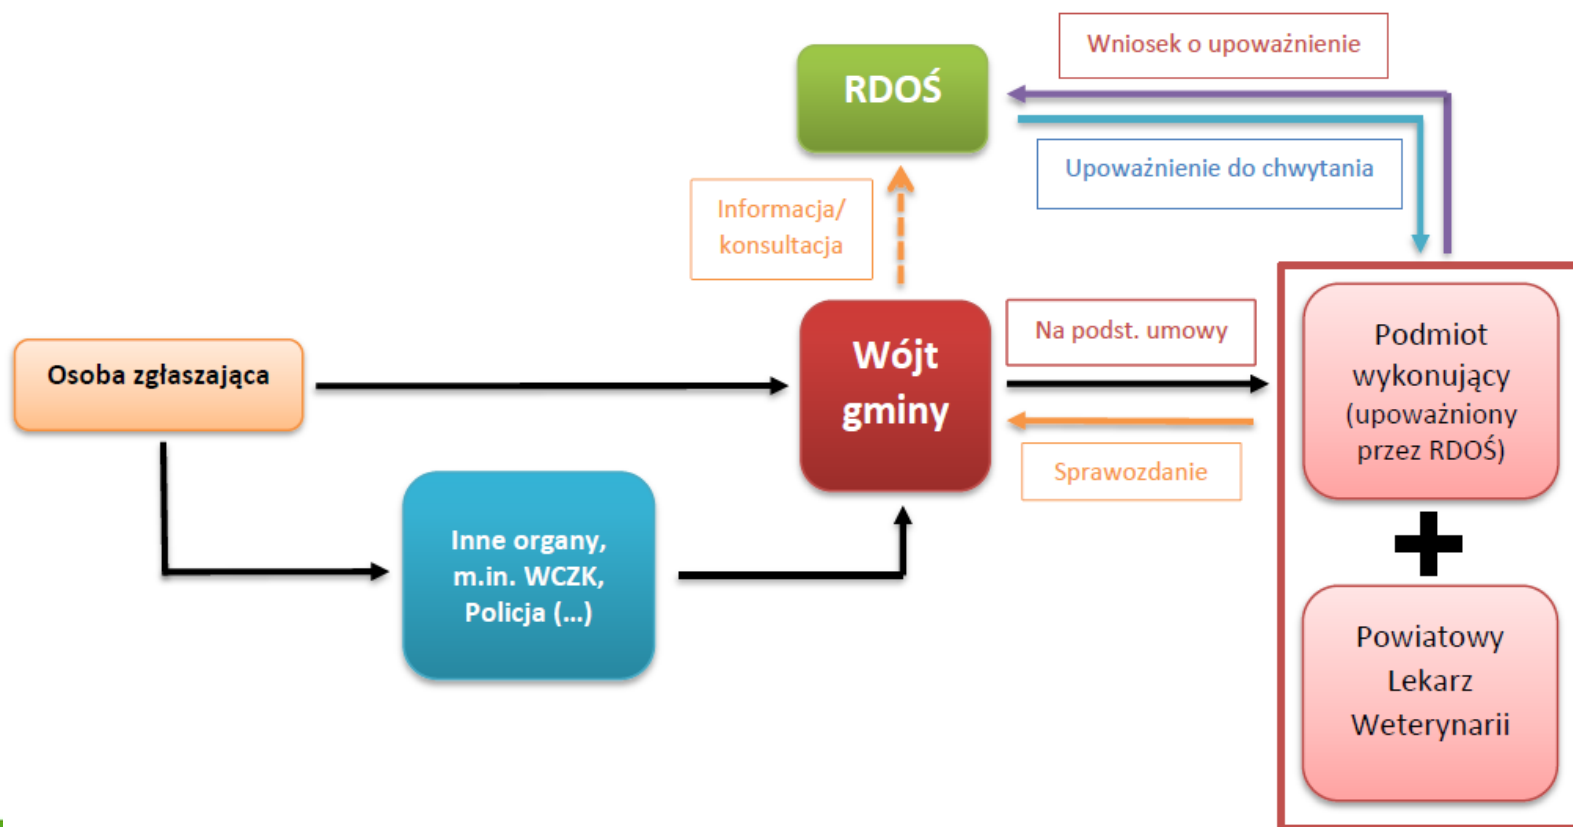 Wniosek o upoważnienie
RDOŚ
Upoważnienie do chwytania
Informacja/
konsultacja
Osoba zgłaszająca
Wójt
gminy
Na podst. umowy
Sprawozdanie
Podmiot
wykonujący
(upoważniony
przez RDOŚ)
Inne organy,
m.in. WCZK,
Policja (...)
Powiatowy
Lekarz
Weterynarii